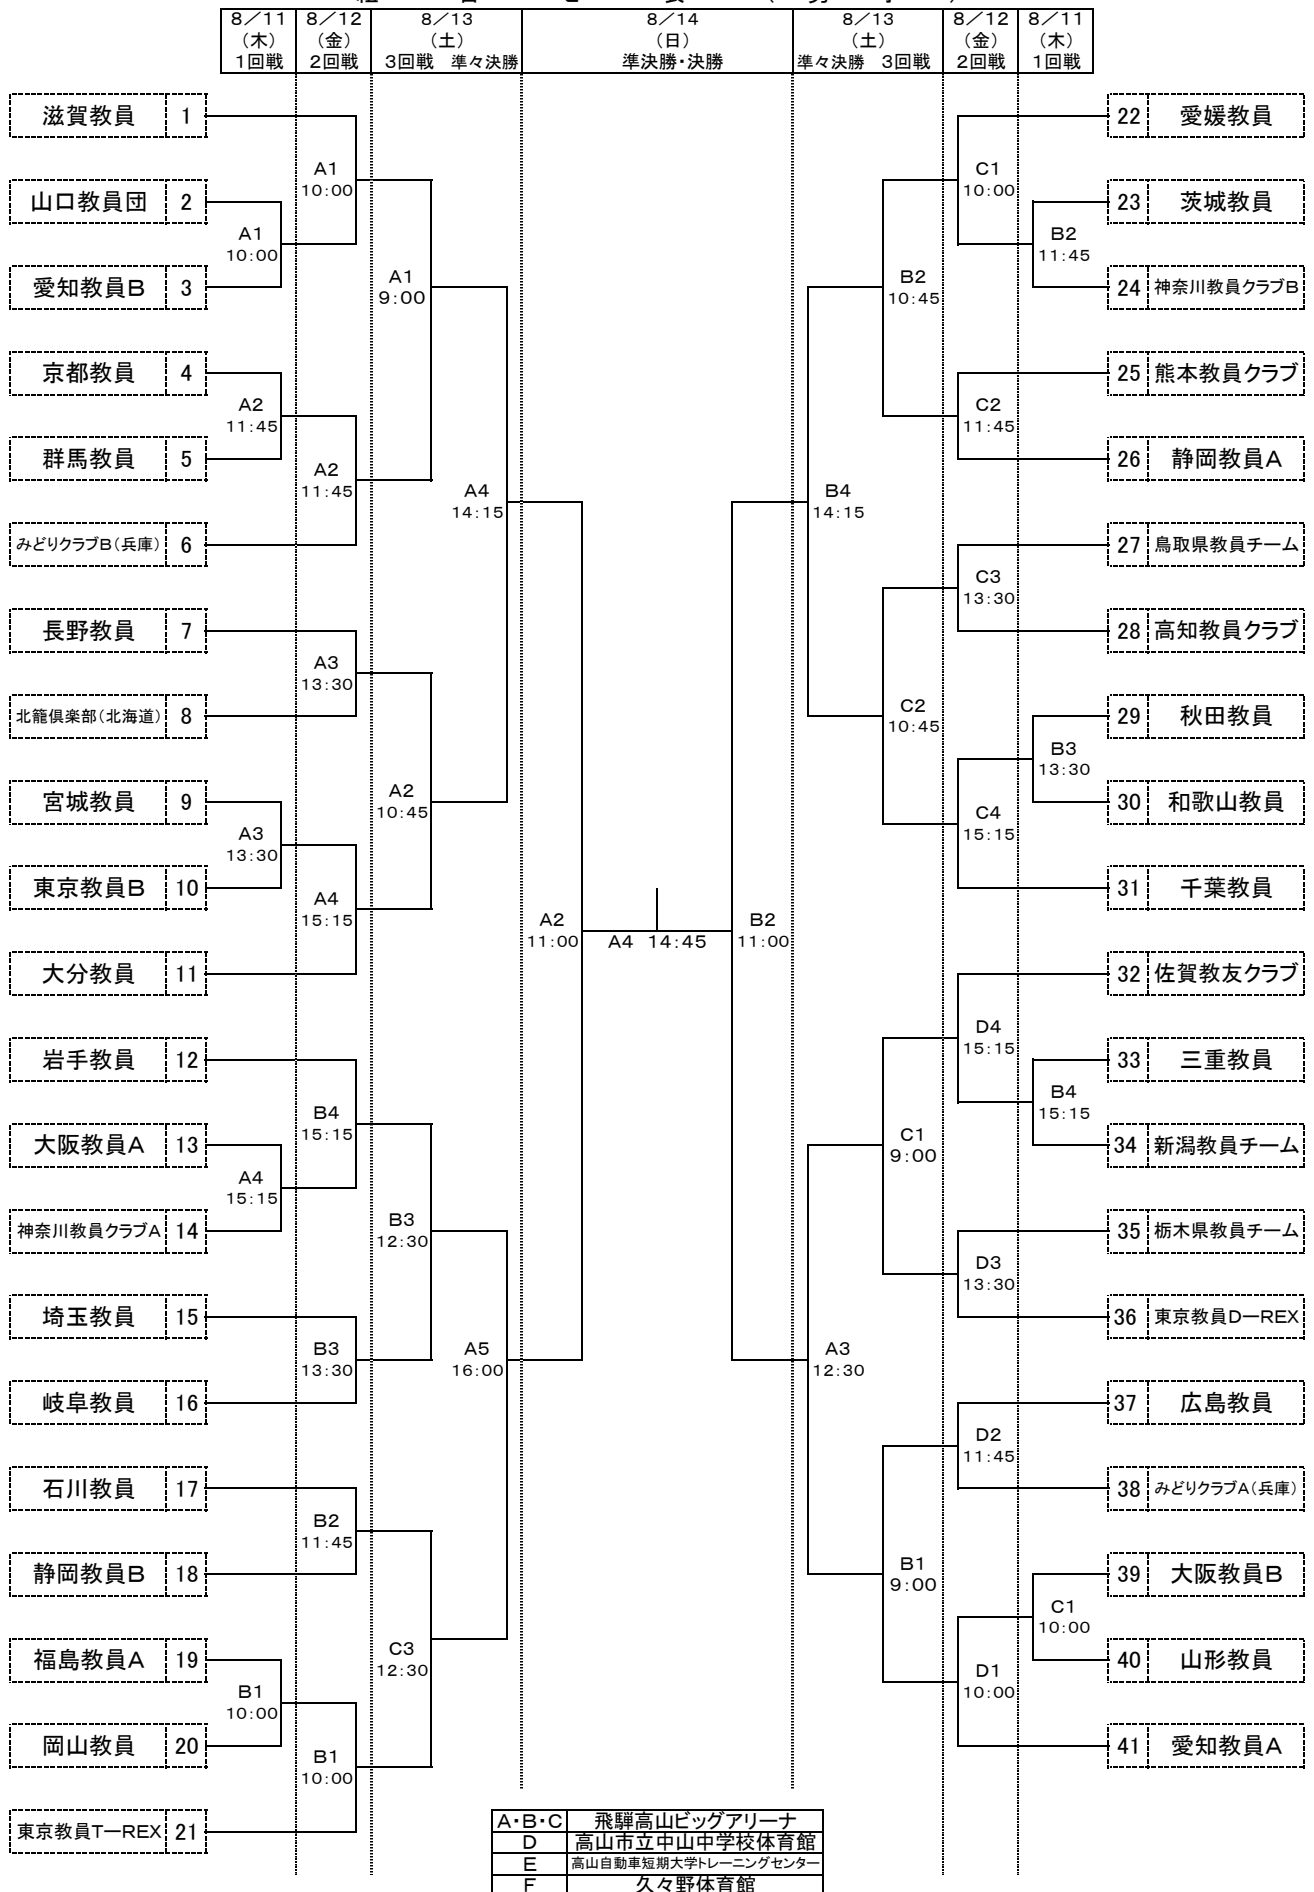 8／11 8／12 8／13 8／14 8／13 8／12 8／11
（木） （金） （土） （日） （土） （金） （木）
1回戦 2回戦 3回戦 準々決勝 準決勝・決勝 準々決勝 3回戦 2回戦 1回戦
滋賀教員 1
山口教員団 2
愛知教員B 3
京都教員 4
群馬教員 5
みどりクラブB（兵庫） 6
長野教員 7
北籠倶楽部（北海道） 8
宮城教員 9
東京教員B 10
大分教員 11
岩手教員 12
大阪教員A 13
神奈川教員クラブA 14
埼玉教員 15
岐阜教員 16
石川教員 17
静岡教員B 18
福島教員A 19
岡山教員 20
東京教員T－REX 21
A1
10:00
A2
11:45
A3
13:30
A4
15:15
B1
10:00
A1
10:00
A2
11:45
A3
13:30
A4
15:15
B4
15:15
B3
13:30
B2
11:45
B1
10:00
A1
9:00
A2
10:45
B3
12:30
C3
12:30
A4
14:15
A5
16:00
A2
11:00
A4 14:45
B2
11:00
B4
14:15
A3
12:30
B2
10:45
C2
10:45
C1
9:00
B1
9:00
C1
10:00
C2
11:45
C3
13:30
C4
15:15
D4
15:15
D3
13:30
D2
11:45
D1
10:00
B2
11:45
B3
13:30
B4
15:15
C1
10:00
22 愛媛教員
23 茨城教員
24 神奈川教員クラブB
25 熊本教員クラブ
26 静岡教員A
27 鳥取県教員チーム
28 高知教員クラブ
29 秋田教員
30 和歌山教員
31 千葉教員
32 佐賀教友クラブ
33 三重教員
34 新潟教員チーム
35 栃木県教員チーム
36 東京教員D－REX
37 広島教員
38 みどりクラブA（兵庫）
39 大阪教員B
40 山形教員
41 愛知教員A
A・B・C 飛騨高山ビッグアリーナ
D 高山市立中山中学校体育館
E 高山自動車短期大学トレーニングセンター
F 久々野体育館